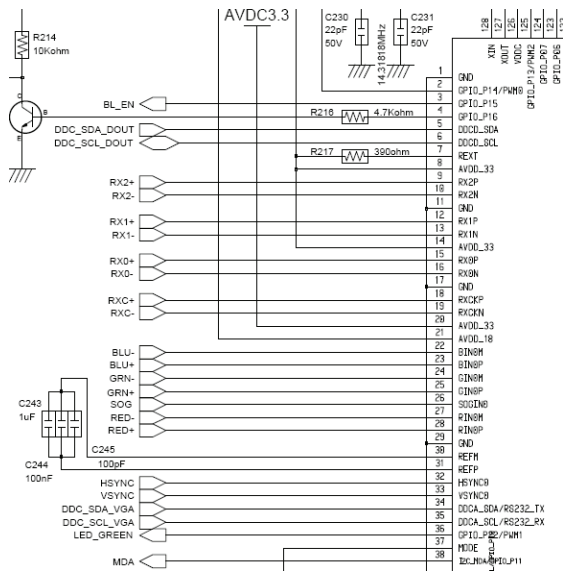 AVDC3.3
C230
22pF
50V
C231
22pF
50V
14.31818MHz
R214
10Kohm
C
B
E
128
127
126
125
124
123
XIN
XOUT
VDDC
GPIO_P13/PWM2
GPIO_P07
GPIO_P06
1 GND
2 GPIO_P14/PWM0
BL_EN 3 GPIO_P15
R216 4.7Kohm 4 GPIO_P16
DDC_SDA_DOUT 5 DDCD_SDA
DDC_SCL_DOUT 6 DDCD_SCL
R217 390ohm 7 REXT
8 AVDD_33
RX2+ 9 RX2P
RX2- 10 RX2N
11 GND
RX1+ 12 RX1P
RX1- 13 RX1N
14 AVDD_33
RX0+ 15 RX0P
RX0- 16 RX0N
17 GND
RXC+ 18 RXCKP
RXC- 19 RXCKN
20 AVDD_33
21 AVDD_18
BLU- 22 BIN0M
BLU+ 23 BIN0P
GRN- 24 GIN0M
GRN+ 25 GIN0P
SOG 26 SOGIN0
RED- 27 RIN0M
RED+ 28 RIN0P
29 GND
C243
1uF
C245
100pF
C244
100nF
30 REFM
31 REFP
HSYNC 32 HSYNC0
VSYNC 33 VSYNC0
DDC_SDA_VGA 34 DDCA_SDA/RS232_TX
DDC_SCL_VGA 35 DDCA_SCL/RS232_RX
LED_GREEN 36 GPIO_P22/PWM1
37 MODE
MDA 38 I2C_MDA/GPIO_P11